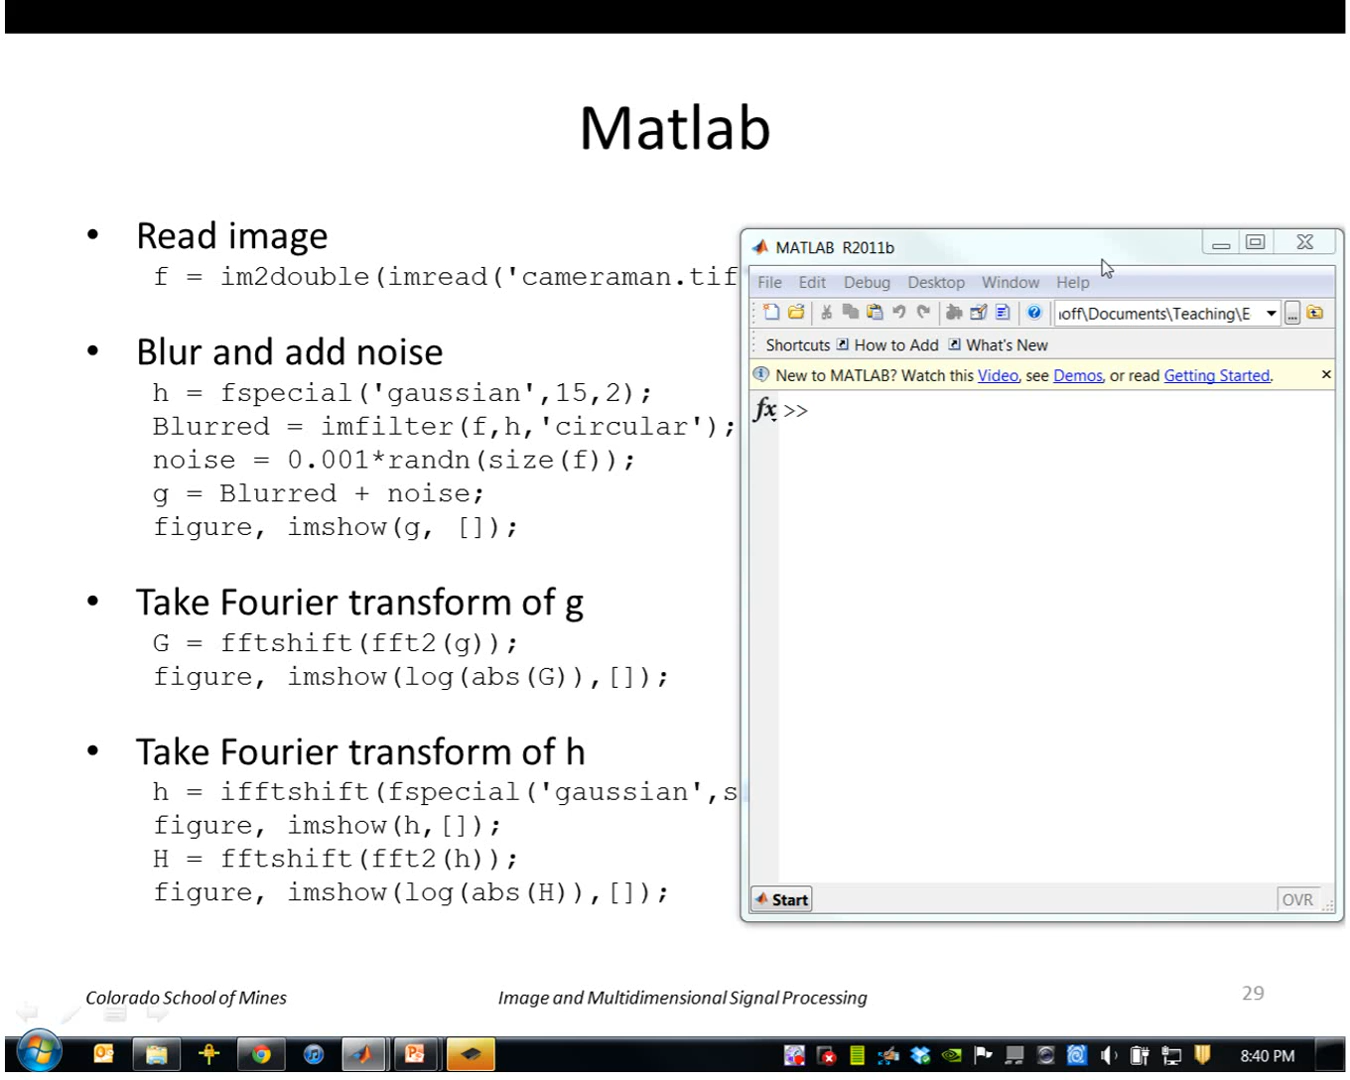 Matlab
• Read image
f = im2double(imread('cameraman.tif
• Blur and add noise
h = fspecial('gaussian',15,2);
Blurred = imfilter(f,h,'circular');
noise = 0.001*randn(size(f));
g = Blurred + noise;
figure, imshow(g, []);
• Take Fourier transform of g
G = fftshift(fft2(g));
figure, imshow(log(abs(G)),[]);
• Take Fourier transform of h
h = ifftshift(fspecial('gaussian',s
figure, imshow(h,[]);
H = fftshift(fft2(h));
figure, imshow(log(abs(H)),[]);
MATLAB R2011b
File Edit Debug Desktop Window Help
ıoff\Documents\Teaching\E
Shortcuts How to Add What's New
New to MATLAB? Watch this Video, see Demos, or read Getting Started.
fx >>
Start
OVR
Colorado School of Mines
Image and Multidimensional Signal Processing
29
8:40 PM